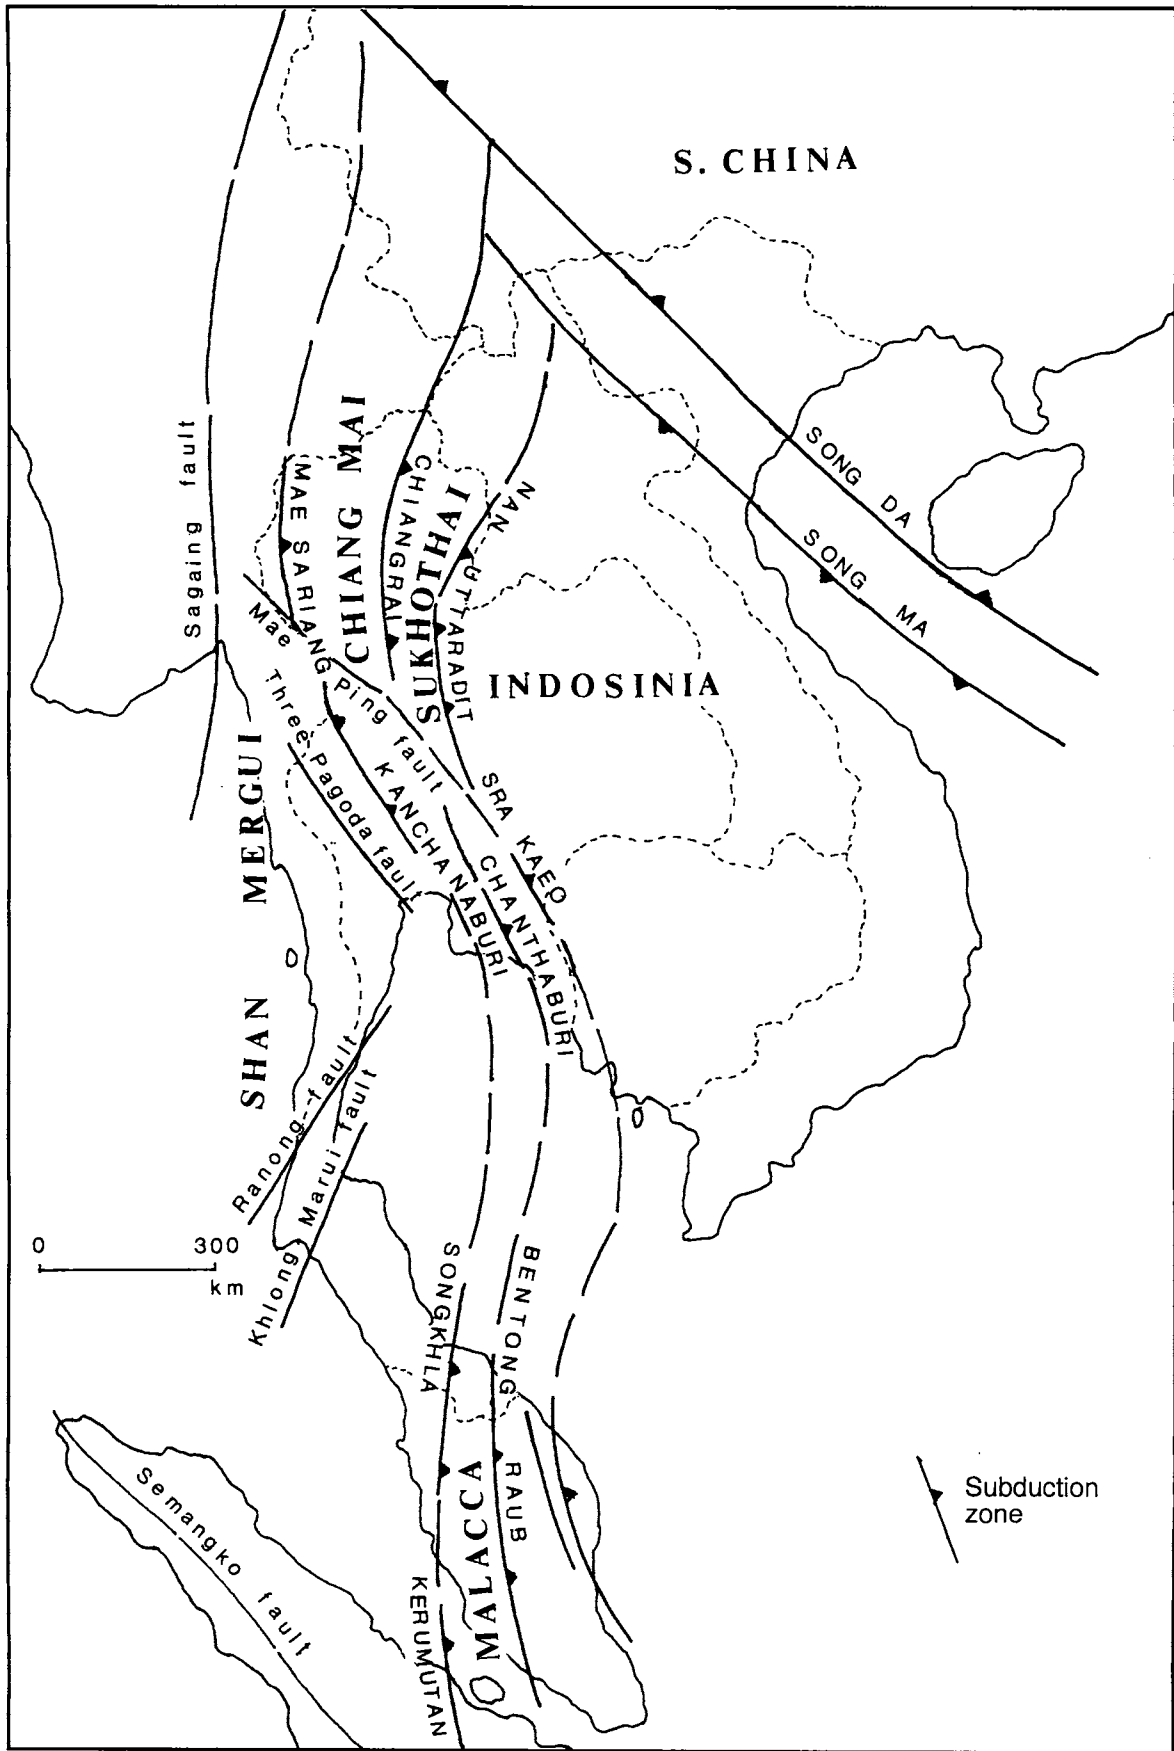 S. CHINA
SONG DA
SONG MA
Sagaing fault
MAE SARIANG
CHIANG MAI
CHIANGRAI
SUKHOTHAI
NAN UTTARADIT
INDOSINIA
Mae Ping fault
Three Pagoda fault
KANCHANABURI
SRA KAEO
CHANTHABURI
SHAN MERGUI
Ranong fault
Khlong Marui fault
0 300
km
SONGKHLA
BENTONG RAUB
MALACCA
KERUMUTAN
Semangko fault
Subduction
zone